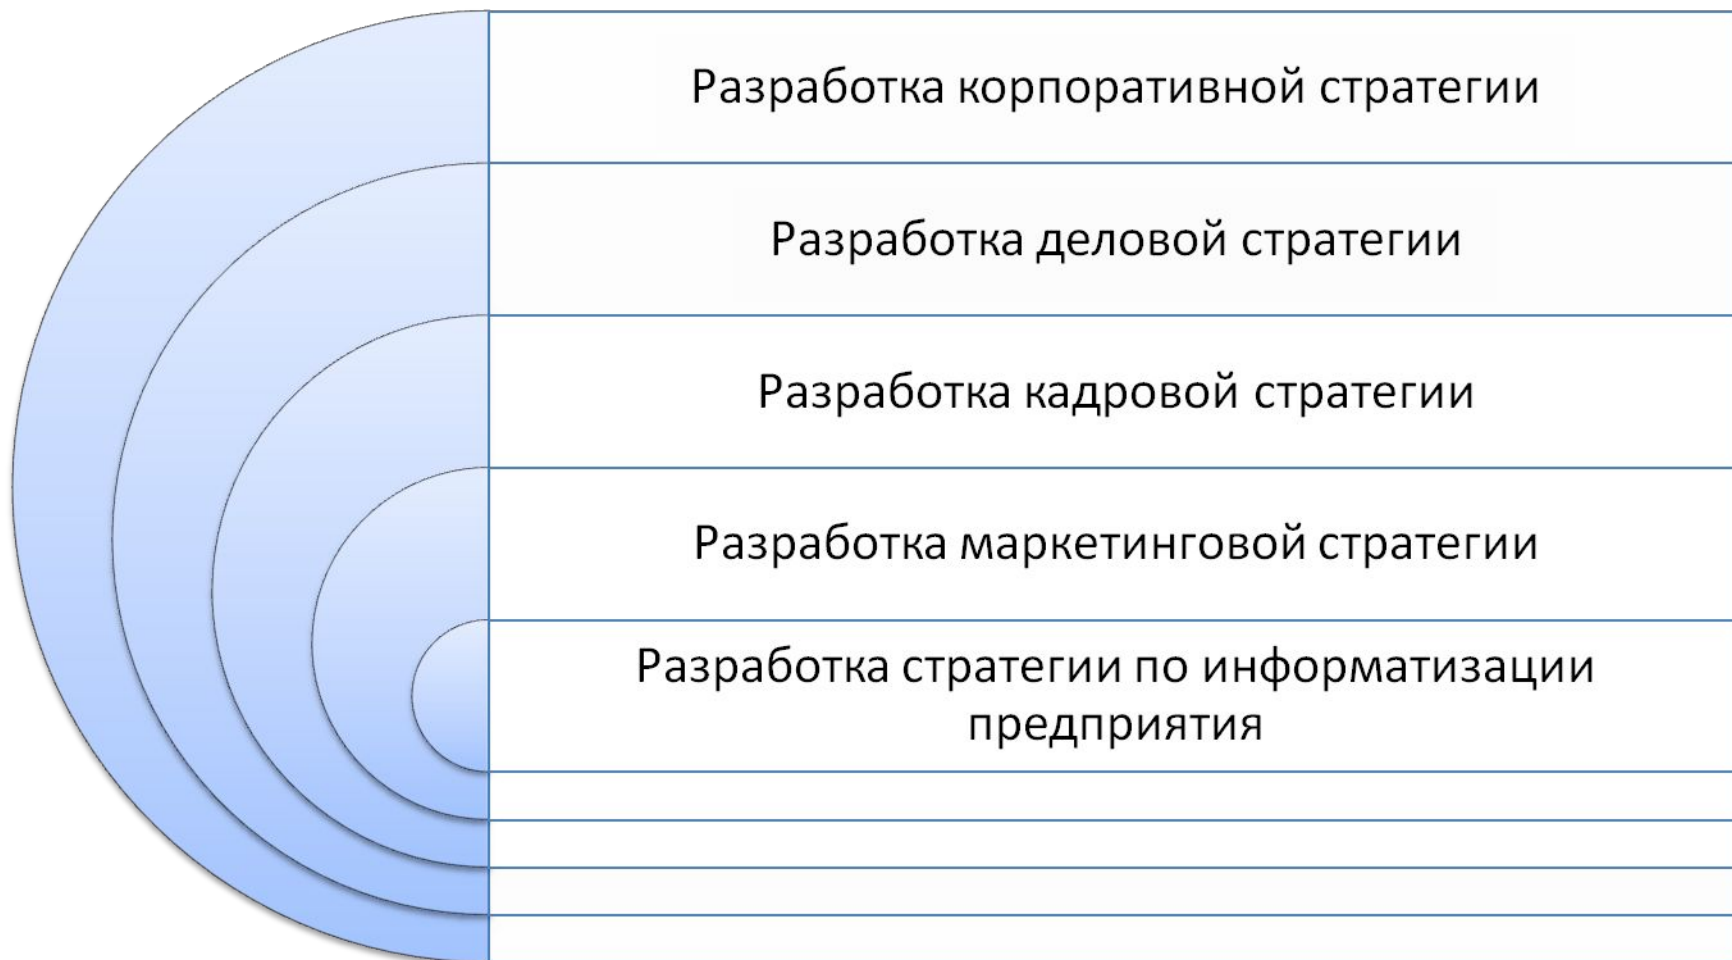 Разработка корпоративной стратегии
Разработка деловой стратегии
Разработка кадровой стратегии
Разработка маркетинговой стратегии
Разработка стратегии по информатизации
предприятия